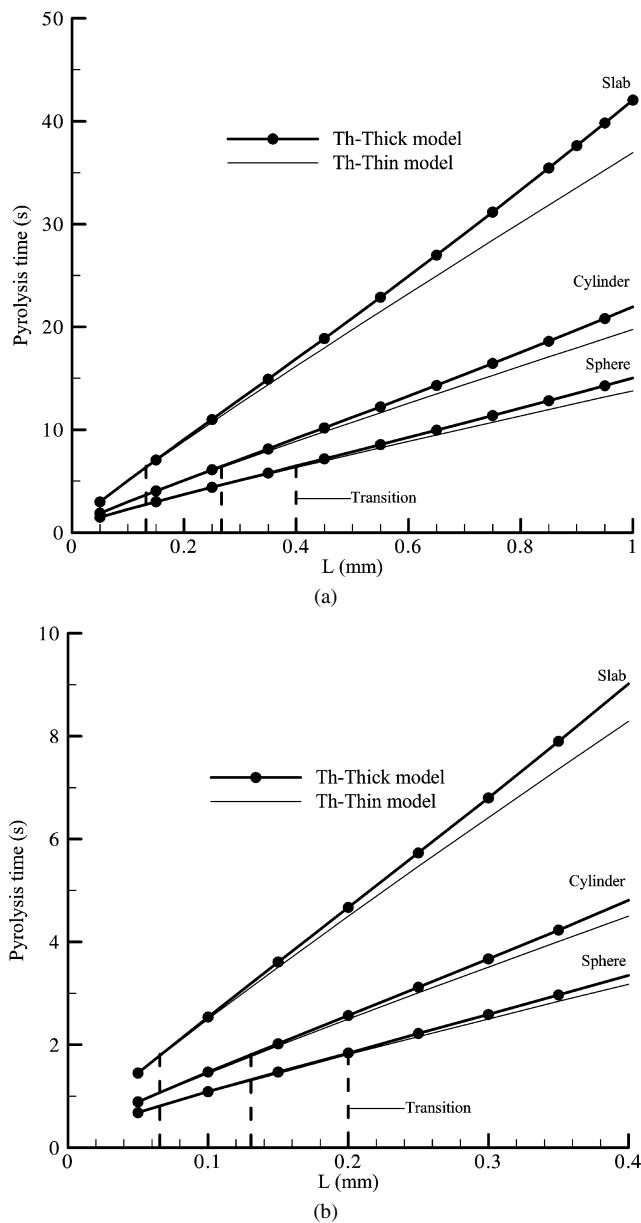 50
Slab
40
Th-Thick model
Th-Thin model
30
Pyrolysis time (s)
Cylinder
20
Sphere
10
Transition
0
0 0.2 0.4 0.6 0.8 1
L (mm)
(a)
10
Slab
8
Th-Thick model
Th-Thin model
6
Pyrolysis time (s)
Cylinder
4
Sphere
2
Transition
0
0 0.1 0.2 0.3 0.4
L (mm)
(b)